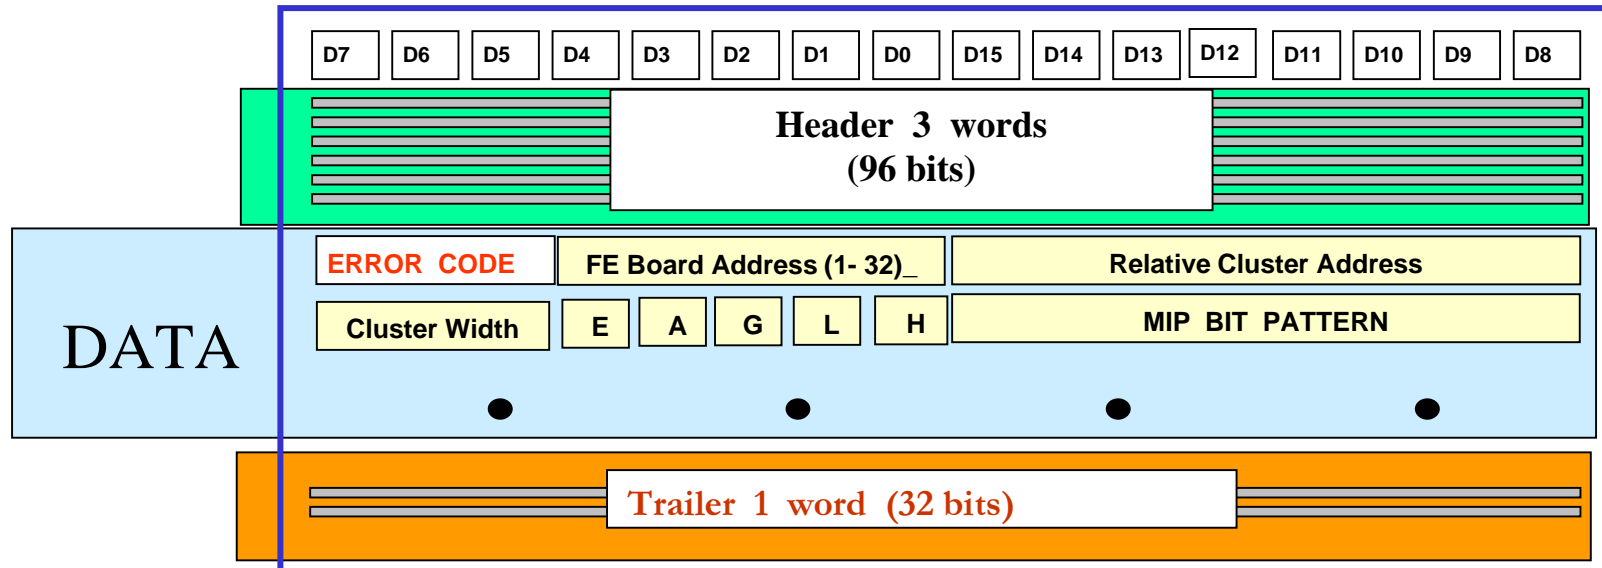 D7 D6 D5 D4 D3 D2 D1 D0 D15 D14 D13 D12 D11 D10 D9 D8
Header 3 words
(96 bits)
ERROR CODE FE Board Address (1- 32)_ Relative Cluster Address
Cluster Width E A G L H MIP BIT PATTERN
DATA
Trailer 1 word (32 bits)